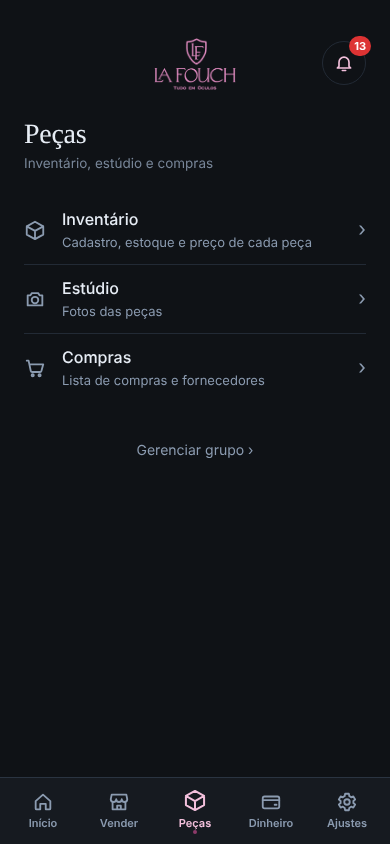 13
LF
LA FOUCH
TUDO EM ÓCULOS
Peças
Inventário, estúdio e compras
Inventário
Cadastro, estoque e preço de cada peça
Estúdio
Fotos das peças
Compras
Lista de compras e fornecedores
Gerenciar grupo ›
Início
Vender
Peças
Dinheiro
Ajustes